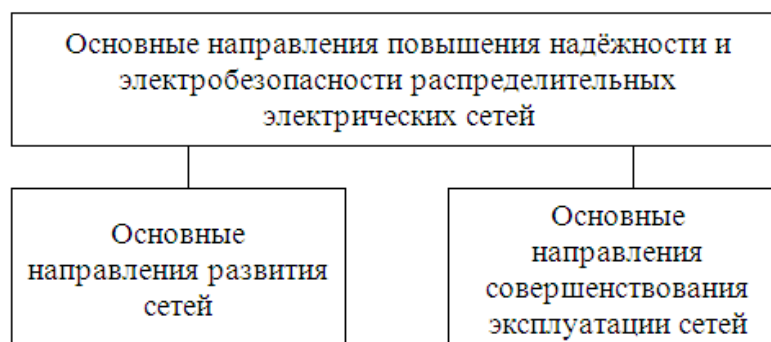 Основные направления повышения надёжности и
электробезопасности распределительных
электрических сетей
Основные
направления развития
сетей
Основные
направления
совершенствования
эксплуатации сетей